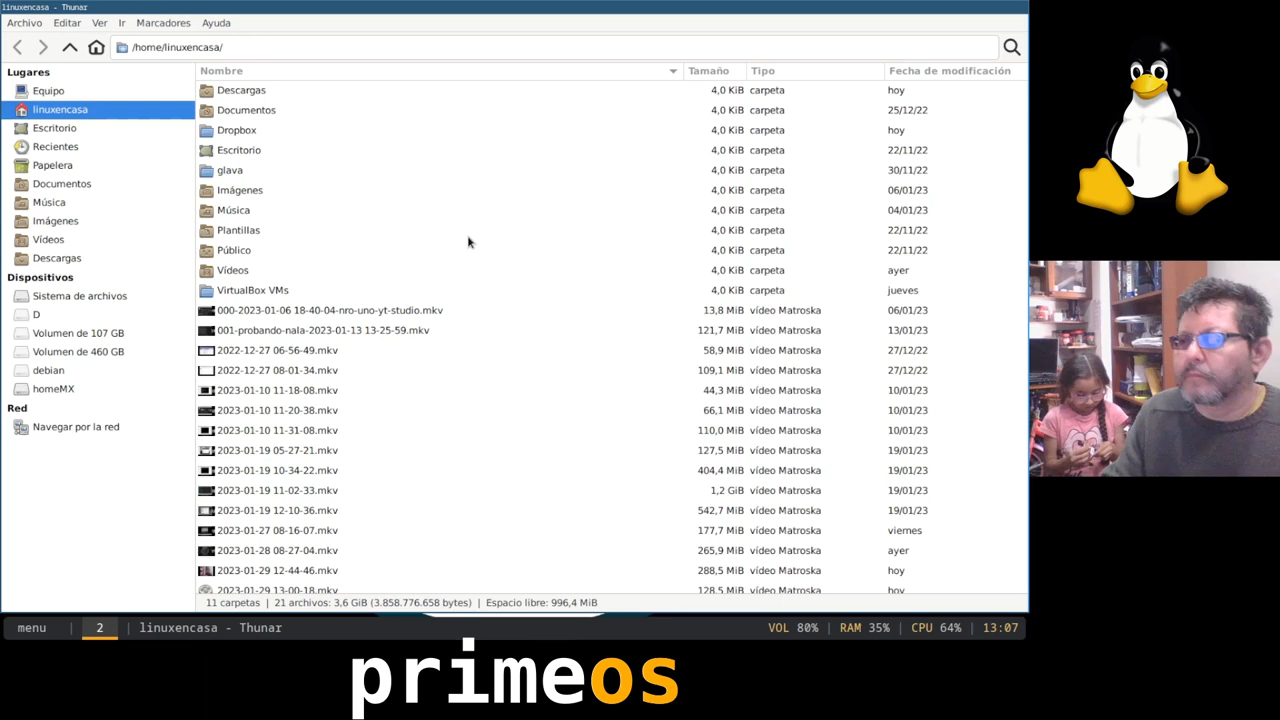 linuxencasa - Thunar
Archivo Editar Ver Ir Marcadores Ayuda
/home/linuxencasa/
Lugares
Equipo
linuxencasa
Escritorio
Recientes
Papelera
Documentos
Música
Imágenes
Vídeos
Descargas
Dispositivos
Sistema de archivos
D
Volumen de 107 GB
Volumen de 460 GB
debian
homeMX
Red
Navegar por la red
Nombre Tamaño Tipo Fecha de modificación
Descargas 4,0 KiB carpeta hoy
Documentos 4,0 KiB carpeta 25/12/22
Dropbox 4,0 KiB carpeta hoy
Escritorio 4,0 KiB carpeta 22/11/22
glava 4,0 KiB carpeta 30/11/22
Imágenes 4,0 KiB carpeta 06/01/23
Música 4,0 KiB carpeta 04/01/23
Plantillas 4,0 KiB carpeta 22/11/22
Público 4,0 KiB carpeta 22/11/22
Vídeos 4,0 KiB carpeta ayer
VirtualBox VMs 4,0 KiB carpeta jueves
000-2023-01-06 18-40-04-nro-uno-yt-studio.mkv 13,8 MiB vídeo Matroska 06/01/23
001-probando-nala-2023-01-13 13-25-59.mkv 121,7 MiB vídeo Matroska 13/01/23
2022-12-27 06-56-49.mkv 58,9 MiB vídeo Matroska 27/12/22
2022-12-27 08-01-34.mkv 109,1 MiB vídeo Matroska 27/12/22
2023-01-10 11-18-08.mkv 44,3 MiB vídeo Matroska 10/01/23
2023-01-10 11-20-38.mkv 66,1 MiB vídeo Matroska 10/01/23
2023-01-10 11-31-08.mkv 110,0 MiB vídeo Matroska 10/01/23
2023-01-19 05-27-21.mkv 127,5 MiB vídeo Matroska 19/01/23
2023-01-19 10-34-22.mkv 404,4 MiB vídeo Matroska 19/01/23
2023-01-19 11-02-33.mkv 1,2 GiB vídeo Matroska 19/01/23
2023-01-19 12-10-36.mkv 542,7 MiB vídeo Matroska 19/01/23
2023-01-27 08-16-07.mkv 177,7 MiB vídeo Matroska viernes
2023-01-28 08-27-04.mkv 265,9 MiB vídeo Matroska ayer
2023-01-29 12-44-46.mkv 288,5 MiB vídeo Matroska hoy
2023-01-29 13-00-18.mkv 128,5 MiB vídeo Matroska hoy
11 carpetas | 21 archivos: 3,6 GiB (3.858.776.658 bytes) | Espacio libre: 996,4 MiB
menu | 2 | linuxencasa - Thunar VOL 80% | RAM 35% | CPU 64% | 13:07
primeos